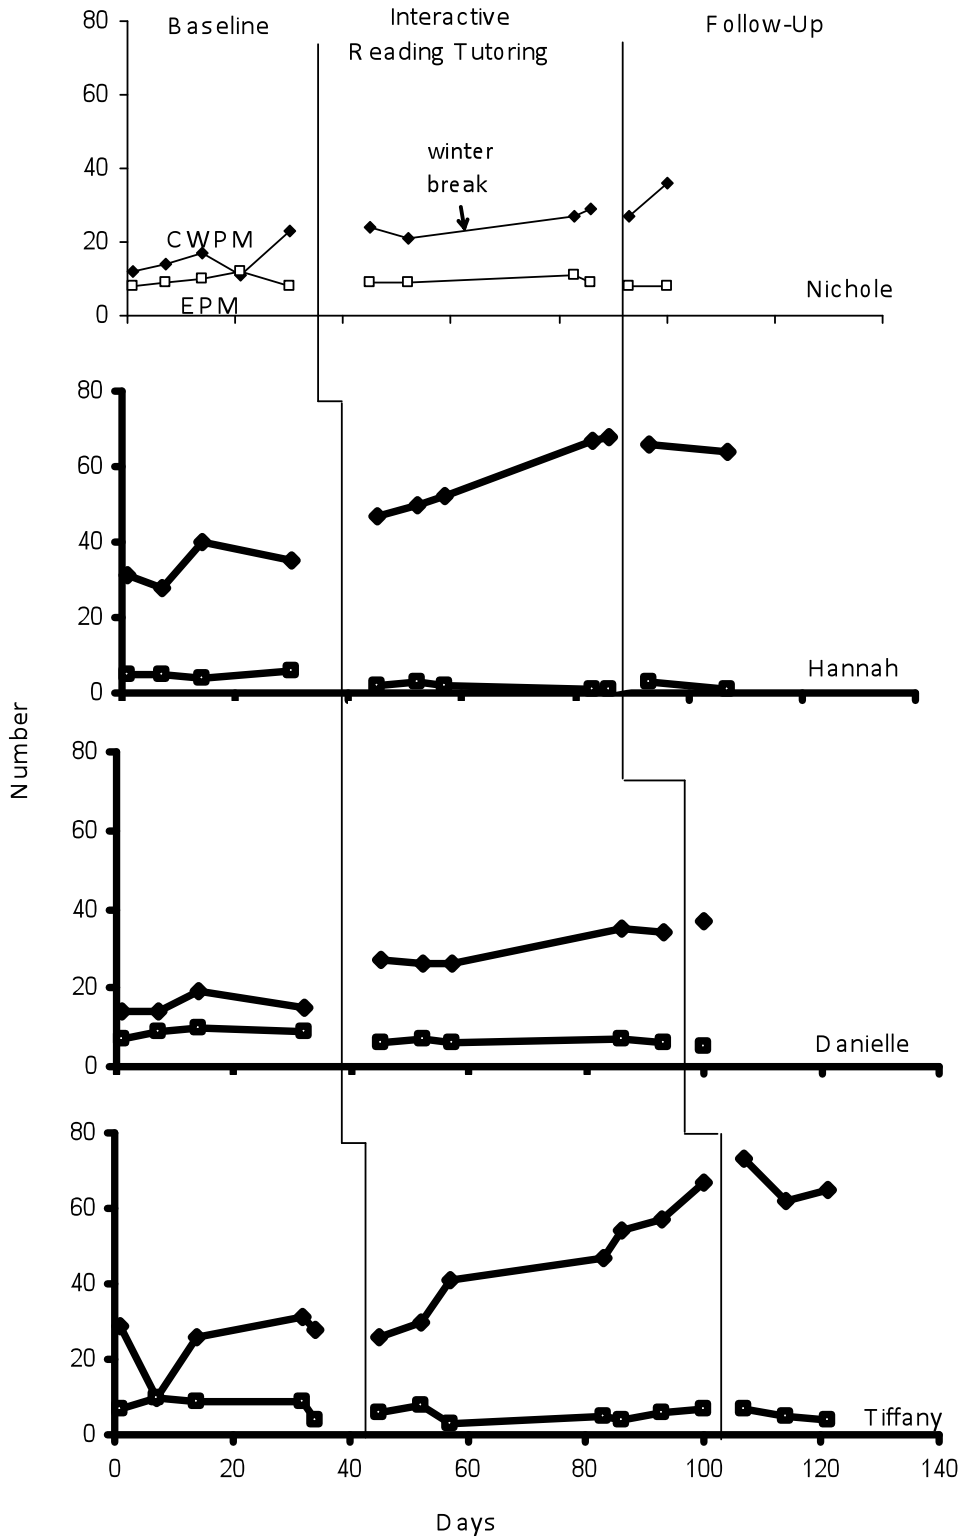 Baseline
Interactive
Reading Tutoring
Follow-Up
80
60
40
20
0
winter
break
CWPM
EPM
Nichole
80
60
40
20
0
Hannah
Number
80
60
40
20
0
Danielle
80
60
40
20
0
Tiffany
0 20 40 60 80 100 120 140
Days